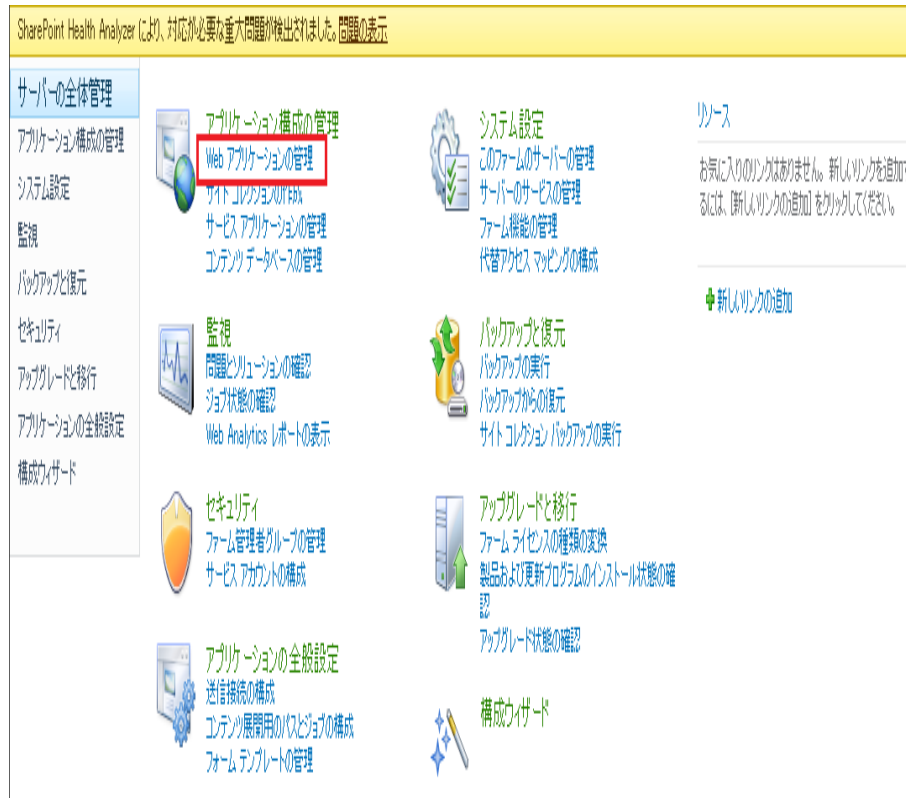 SharePoint Health Analyzer により、対応が必要な重大問題が検出されました。問題の表示
サーバーの全体管理
アプリケーション構成の管理
システム設定
監視
バックアップと復元
セキュリティ
アップグレードと移行
アプリケーションの全般設定
構成ウィザード
アプリケーション構成の管理
Web アプリケーションの管理
サイト コレクションの作成
サービス アプリケーションの管理
コンテンツ データベースの管理
監視
問題とソリューションの確認
ジョブ状態の確認
Web Analytics レポートの表示
セキュリティ
ファーム管理者グループの管理
サービス アカウントの構成
アプリケーションの全般設定
送信接続の構成
コンテンツ展開用のパスとジョブの構成
フォーム テンプレートの管理
システム設定
このファームのサーバーの管理
サーバーのサービスの管理
ファーム機能の管理
代替アクセス マッピングの構成
バックアップと復元
バックアップの実行
バックアップからの復元
サイト コレクション バックアップの実行
アップグレードと移行
ファーム ライセンスの種類の変換
製品および更新プログラムのインストール状態の確
認
アップグレード状態の確認
構成ウィザード
リソース
お気に入りのリンクはありません。新しいリンクを追加す
るには、[新しいリンクの追加] をクリックしてください。
新しいリンクの追加